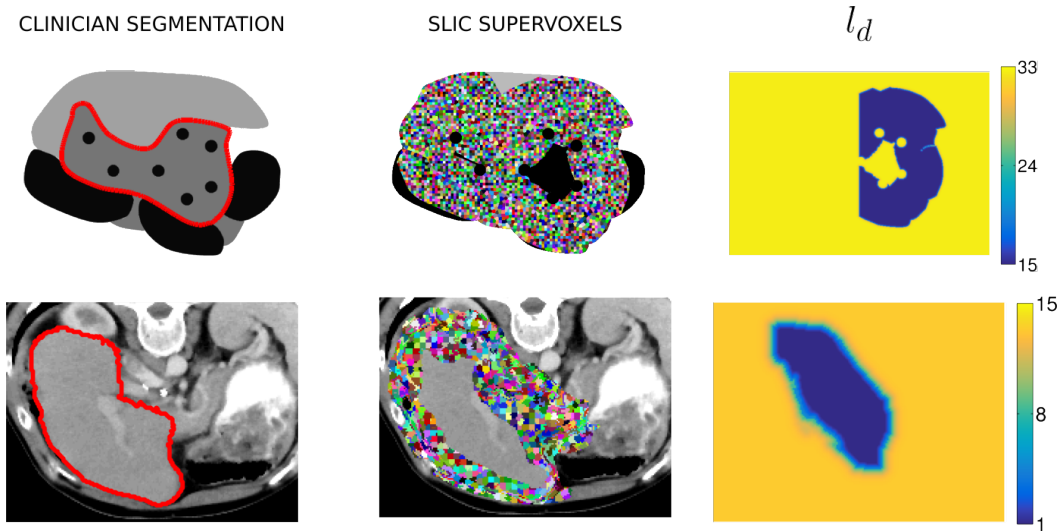 CLINICIAN SEGMENTATION
SLIC SUPERVOXELS
l_d
33
24
15
15
8
1